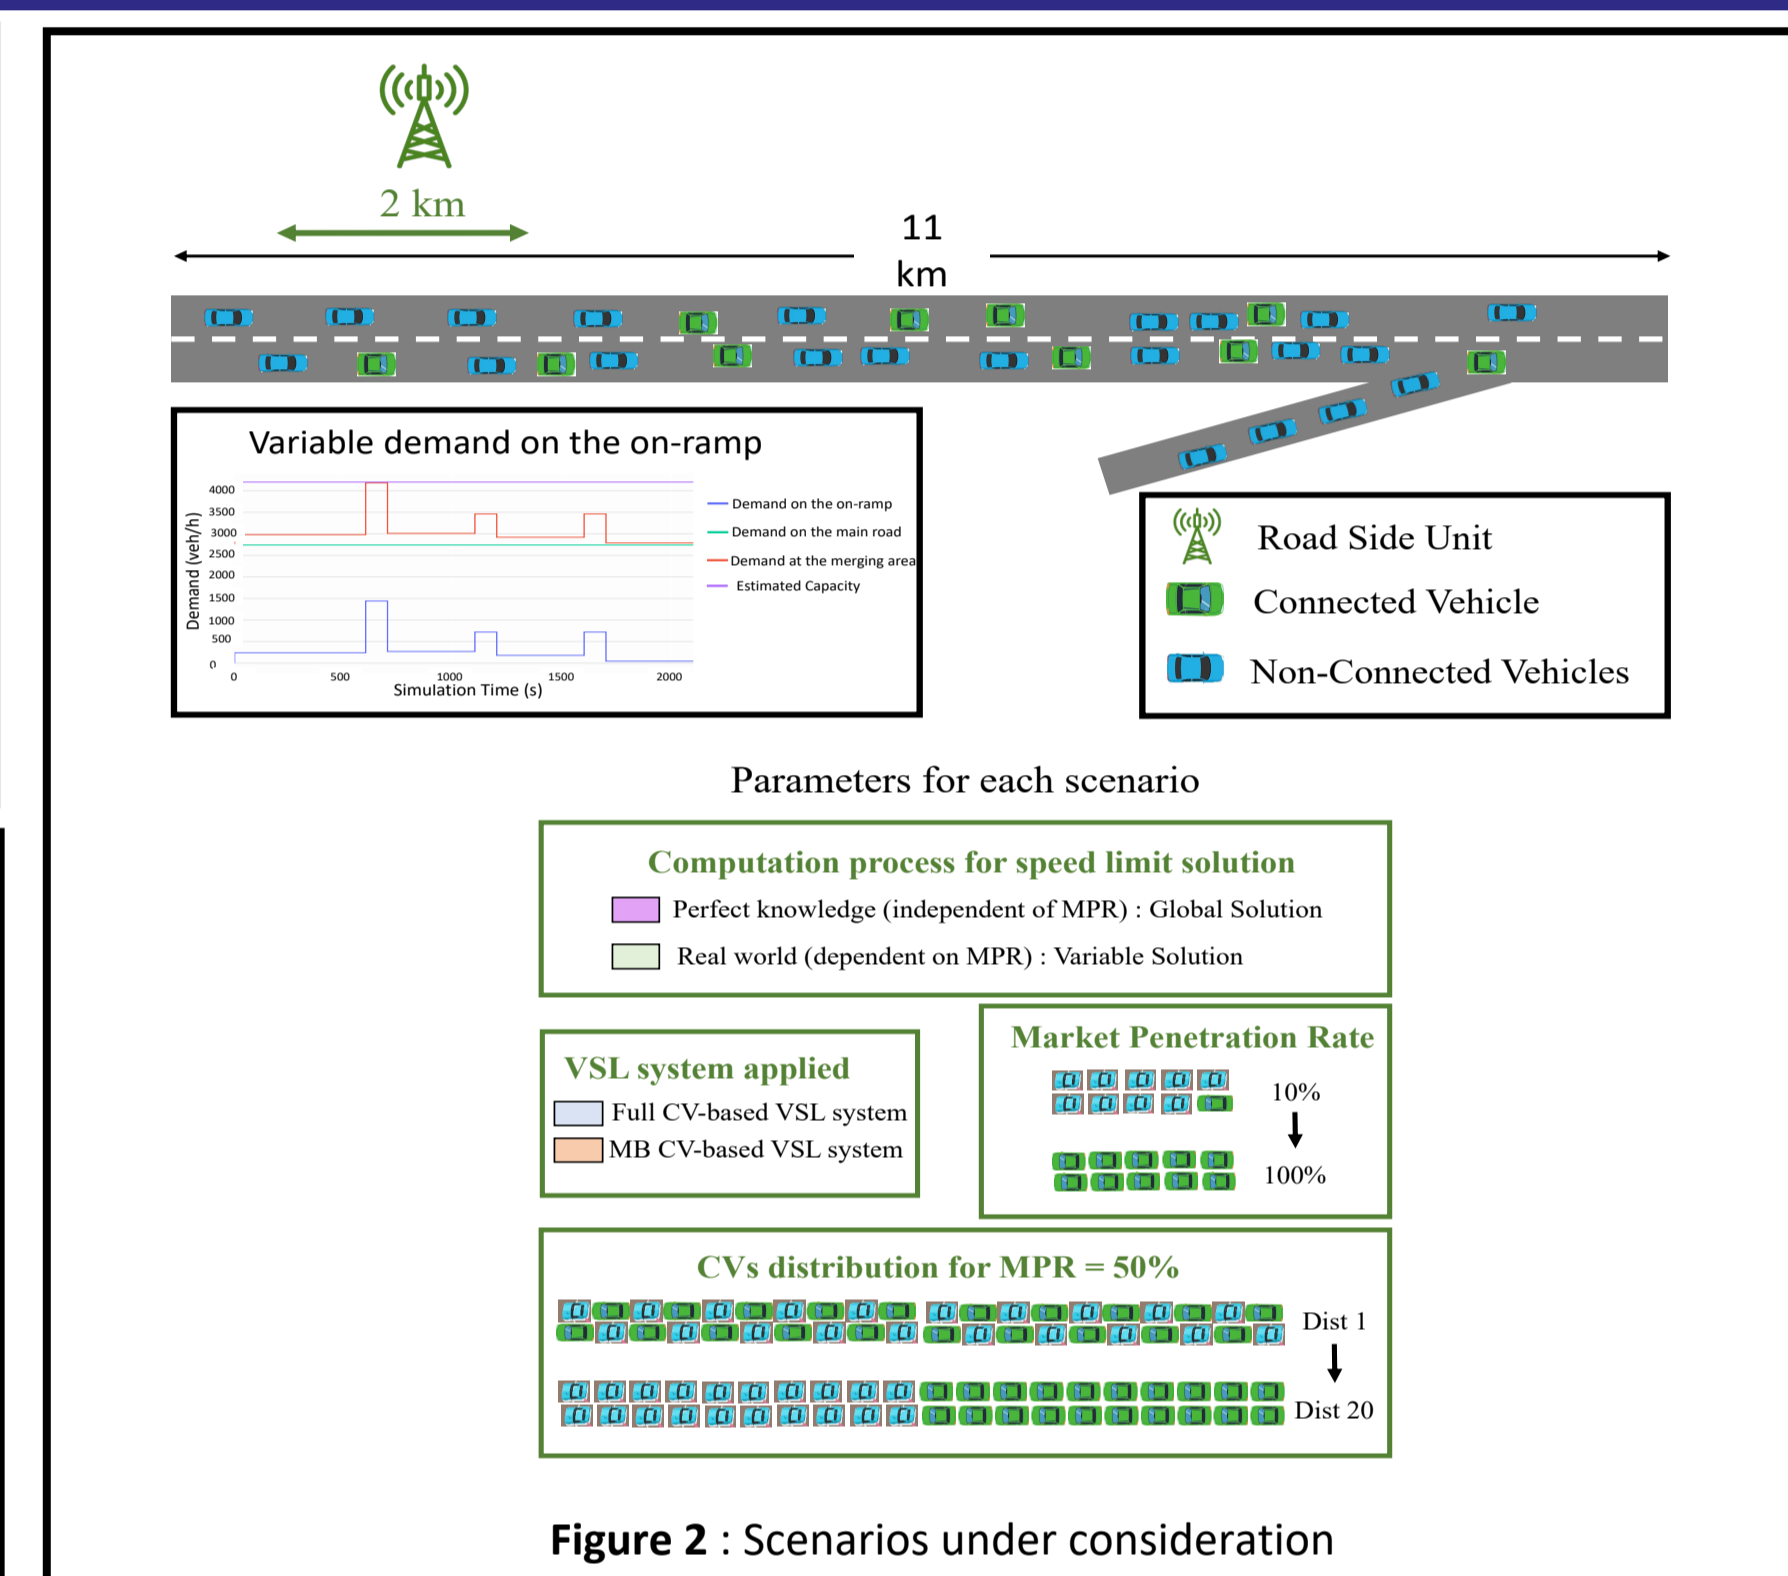 2 km
11
km
Variable demand on the on-ramp
Demand (veh/h)
4000
3500
3000
2500
2000
1500
1000
500
0
0
500
1000
1500
2000
Simulation Time (s)
Demand on the on-ramp
Demand on the main road
Demand at the merging area
Estimated Capacity
Road Side Unit
Connected Vehicle
Non-Connected Vehicles
Parameters for each scenario
Computation process for speed limit solution
Perfect knowledge (independent of MPR) : Global Solution
Real world (dependent on MPR) : Variable Solution
VSL system applied
Full CV-based VSL system
MB CV-based VSL system
Market Penetration Rate
10%
100%
CVs distribution for MPR = 50%
Dist 1
Dist 20
Figure 2 : Scenarios under consideration